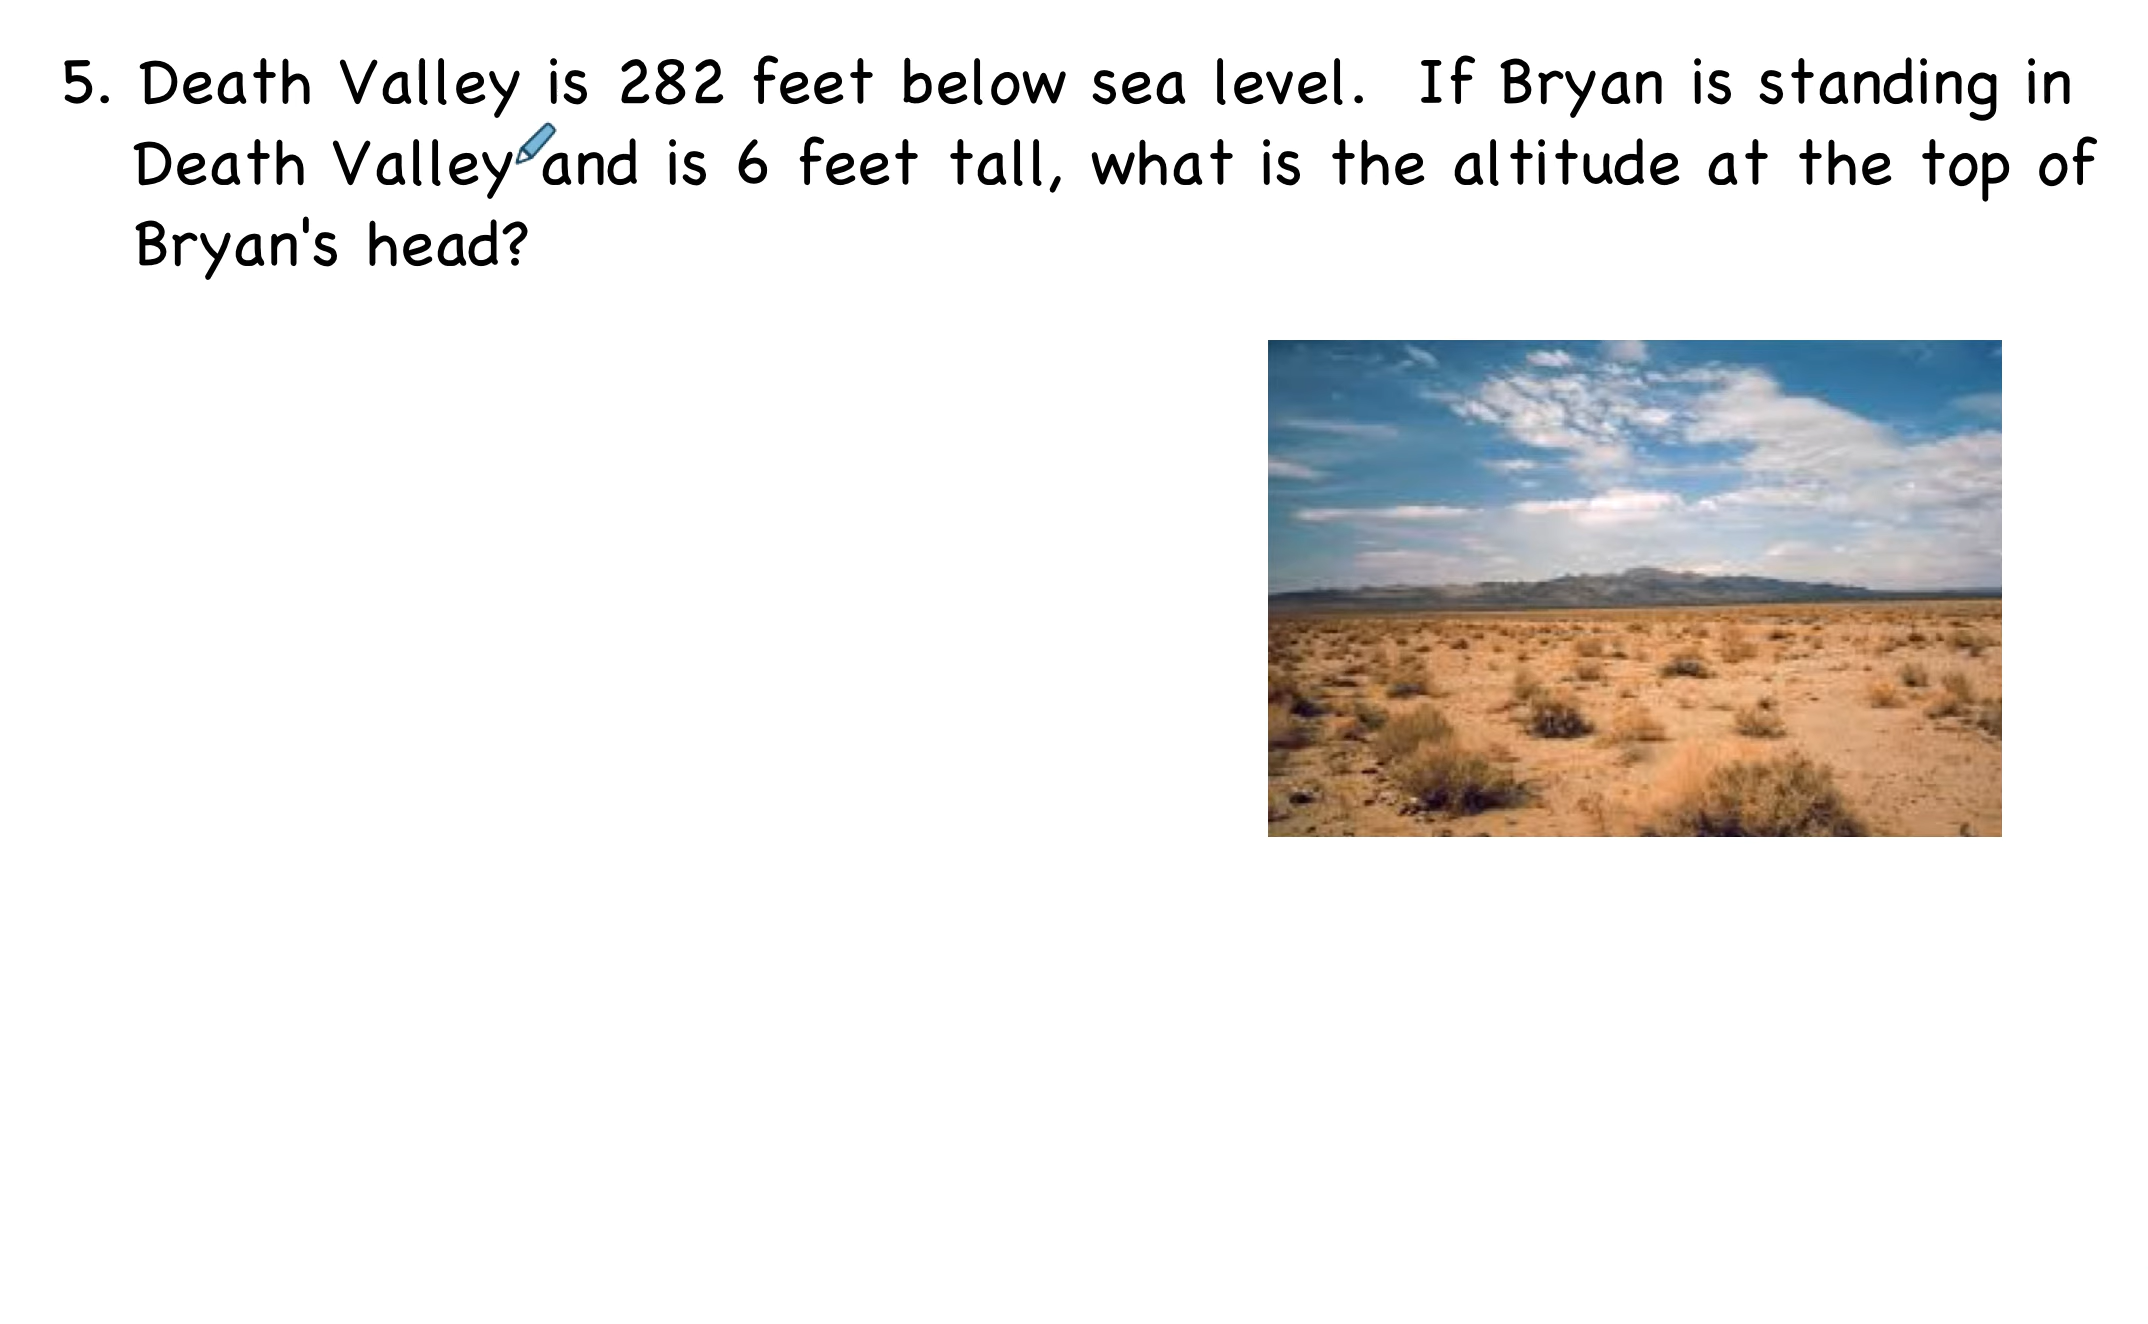 5. Death Valley is 282 feet below sea level. If Bryan is standing in
Death Valley and is 6 feet tall, what is the altitude at the top of
Bryan's head?